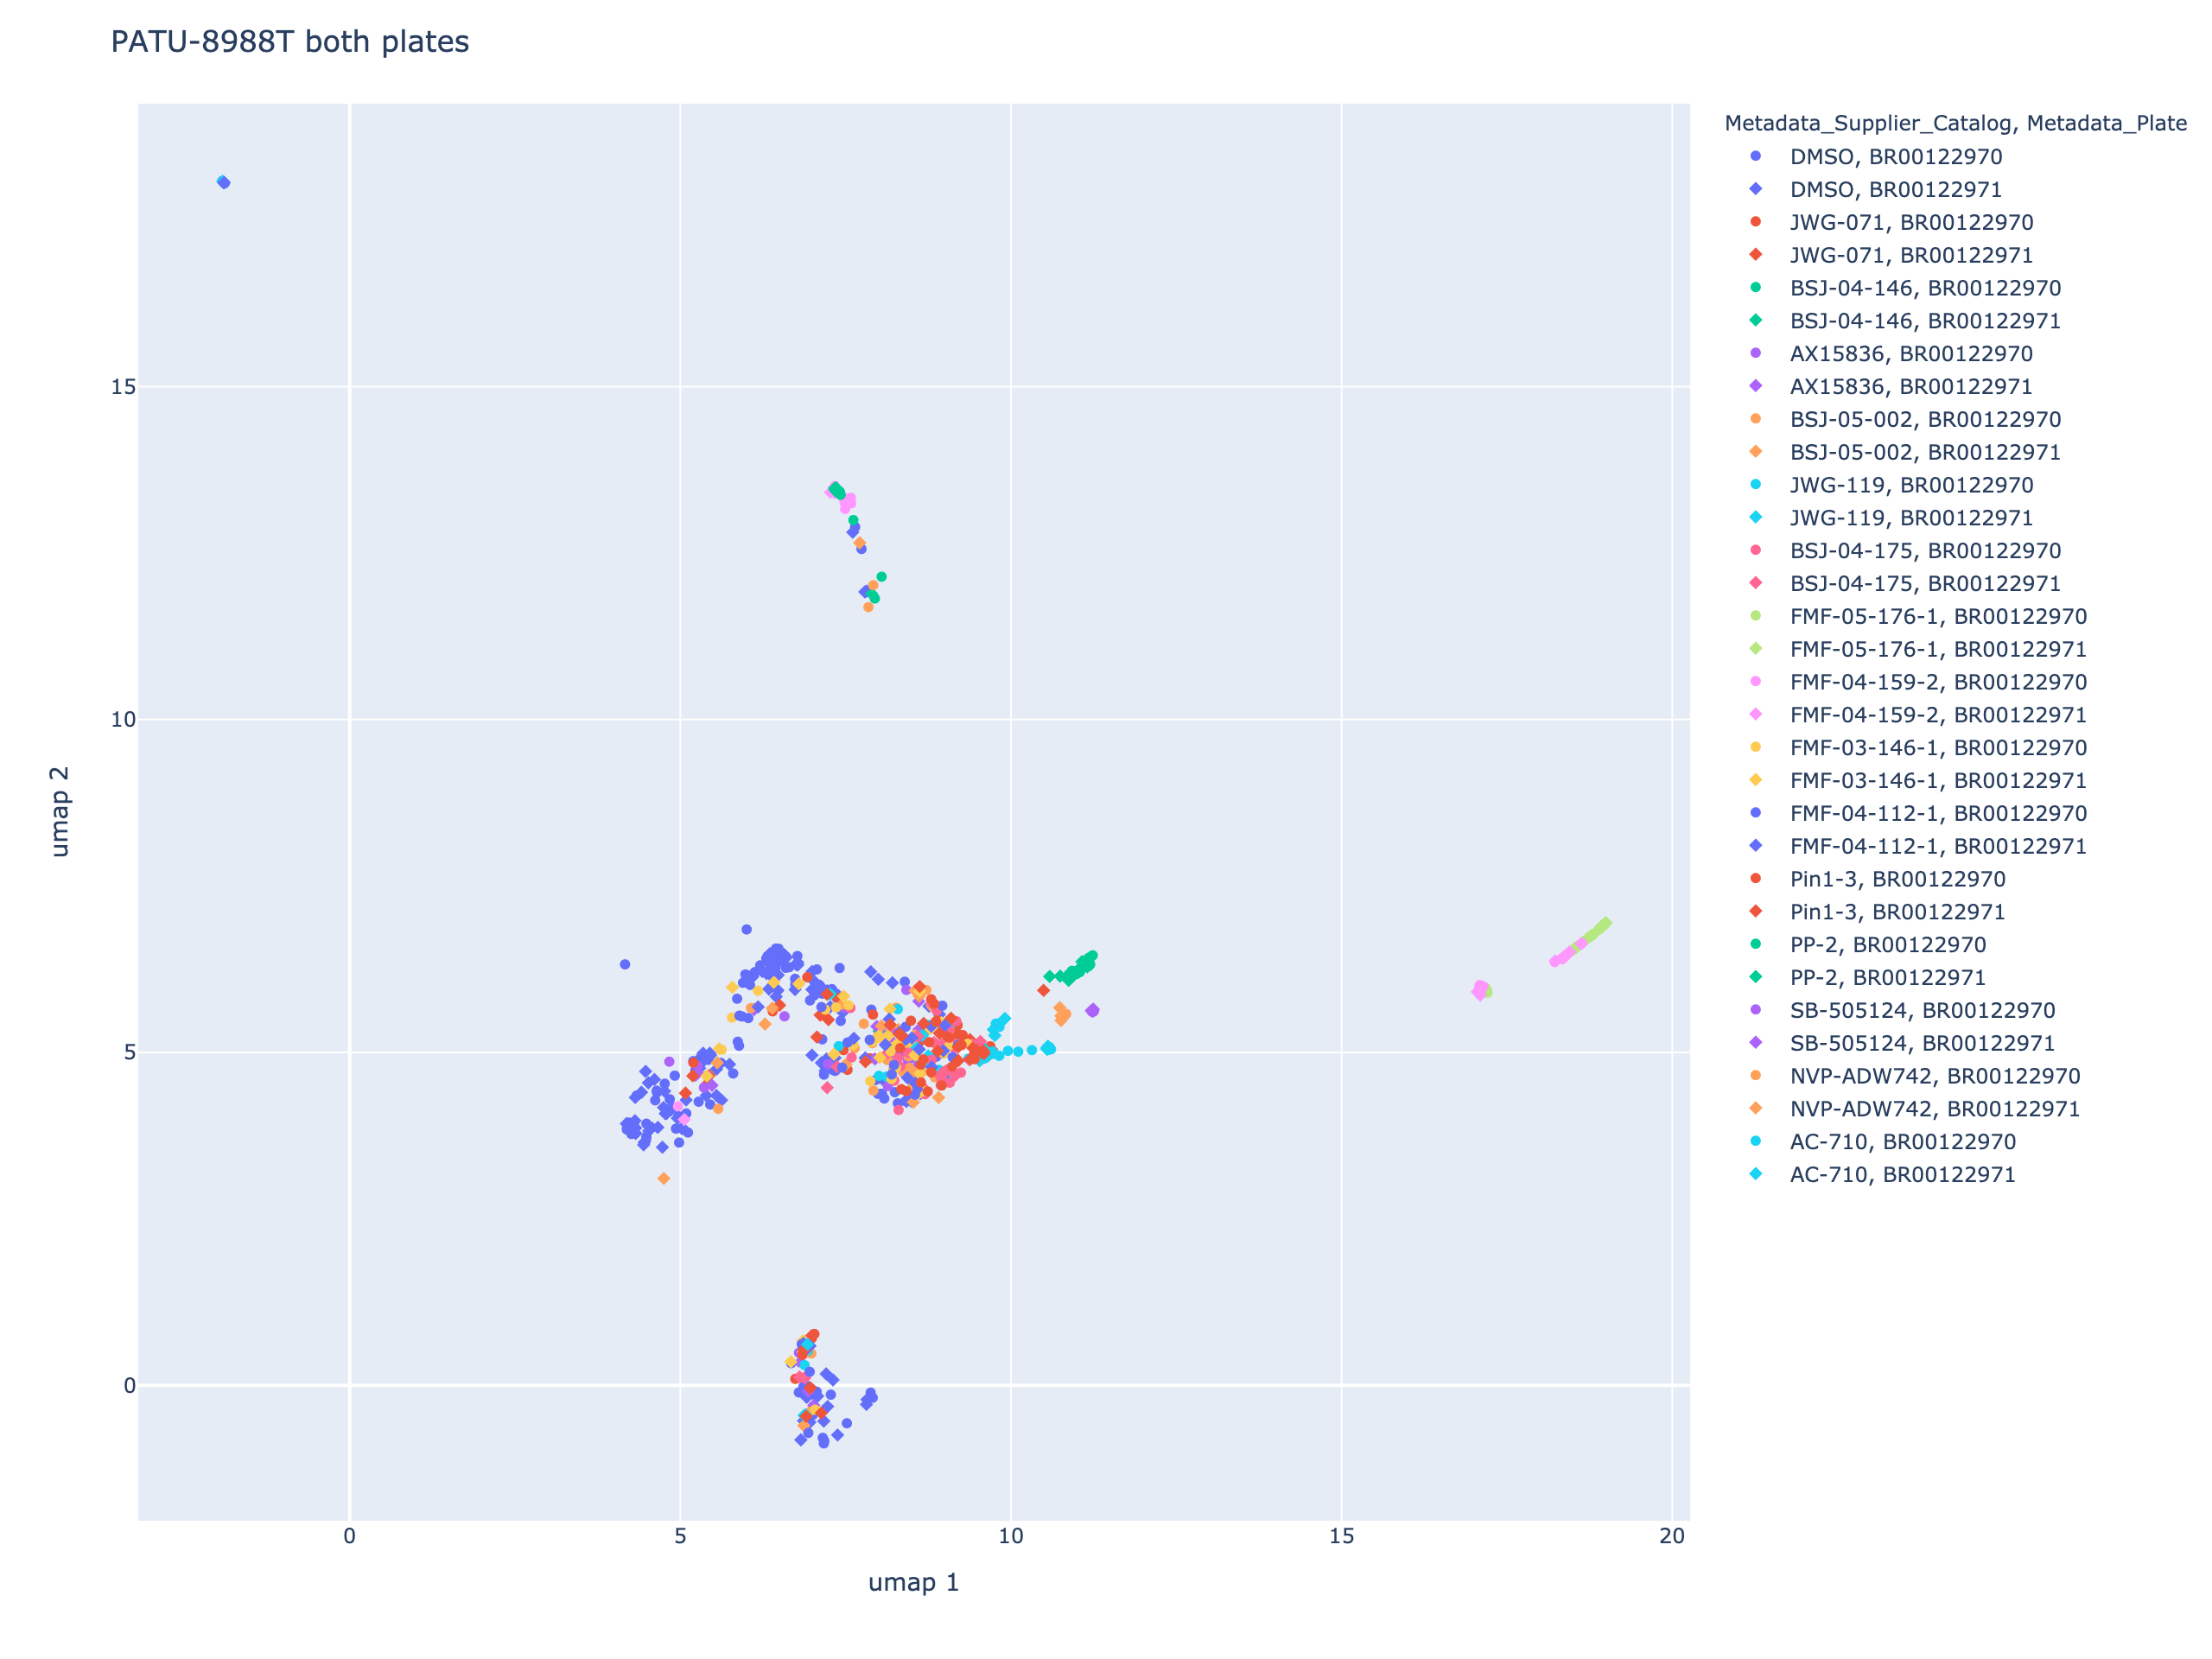 PATU-8988T both plates
Metadata_Supplier_Catalog, Metadata_Plate
DMSO, BR00122970
DMSO, BR00122971
JWG-071, BR00122970
JWG-071, BR00122971
BSJ-04-146, BR00122970
BSJ-04-146, BR00122971
AX15836, BR00122970
AX15836, BR00122971
BSJ-05-002, BR00122970
BSJ-05-002, BR00122971
JWG-119, BR00122970
JWG-119, BR00122971
BSJ-04-175, BR00122970
BSJ-04-175, BR00122971
FMF-05-176-1, BR00122970
FMF-05-176-1, BR00122971
FMF-04-159-2, BR00122970
FMF-04-159-2, BR00122971
FMF-03-146-1, BR00122970
FMF-03-146-1, BR00122971
FMF-04-112-1, BR00122970
FMF-04-112-1, BR00122971
Pin1-3, BR00122970
Pin1-3, BR00122971
PP-2, BR00122970
PP-2, BR00122971
SB-505124, BR00122970
SB-505124, BR00122971
NVP-ADW742, BR00122970
NVP-ADW742, BR00122971
AC-710, BR00122970
AC-710, BR00122971
15
10
5
0
umap 2
0 5 10 15 20
umap 1